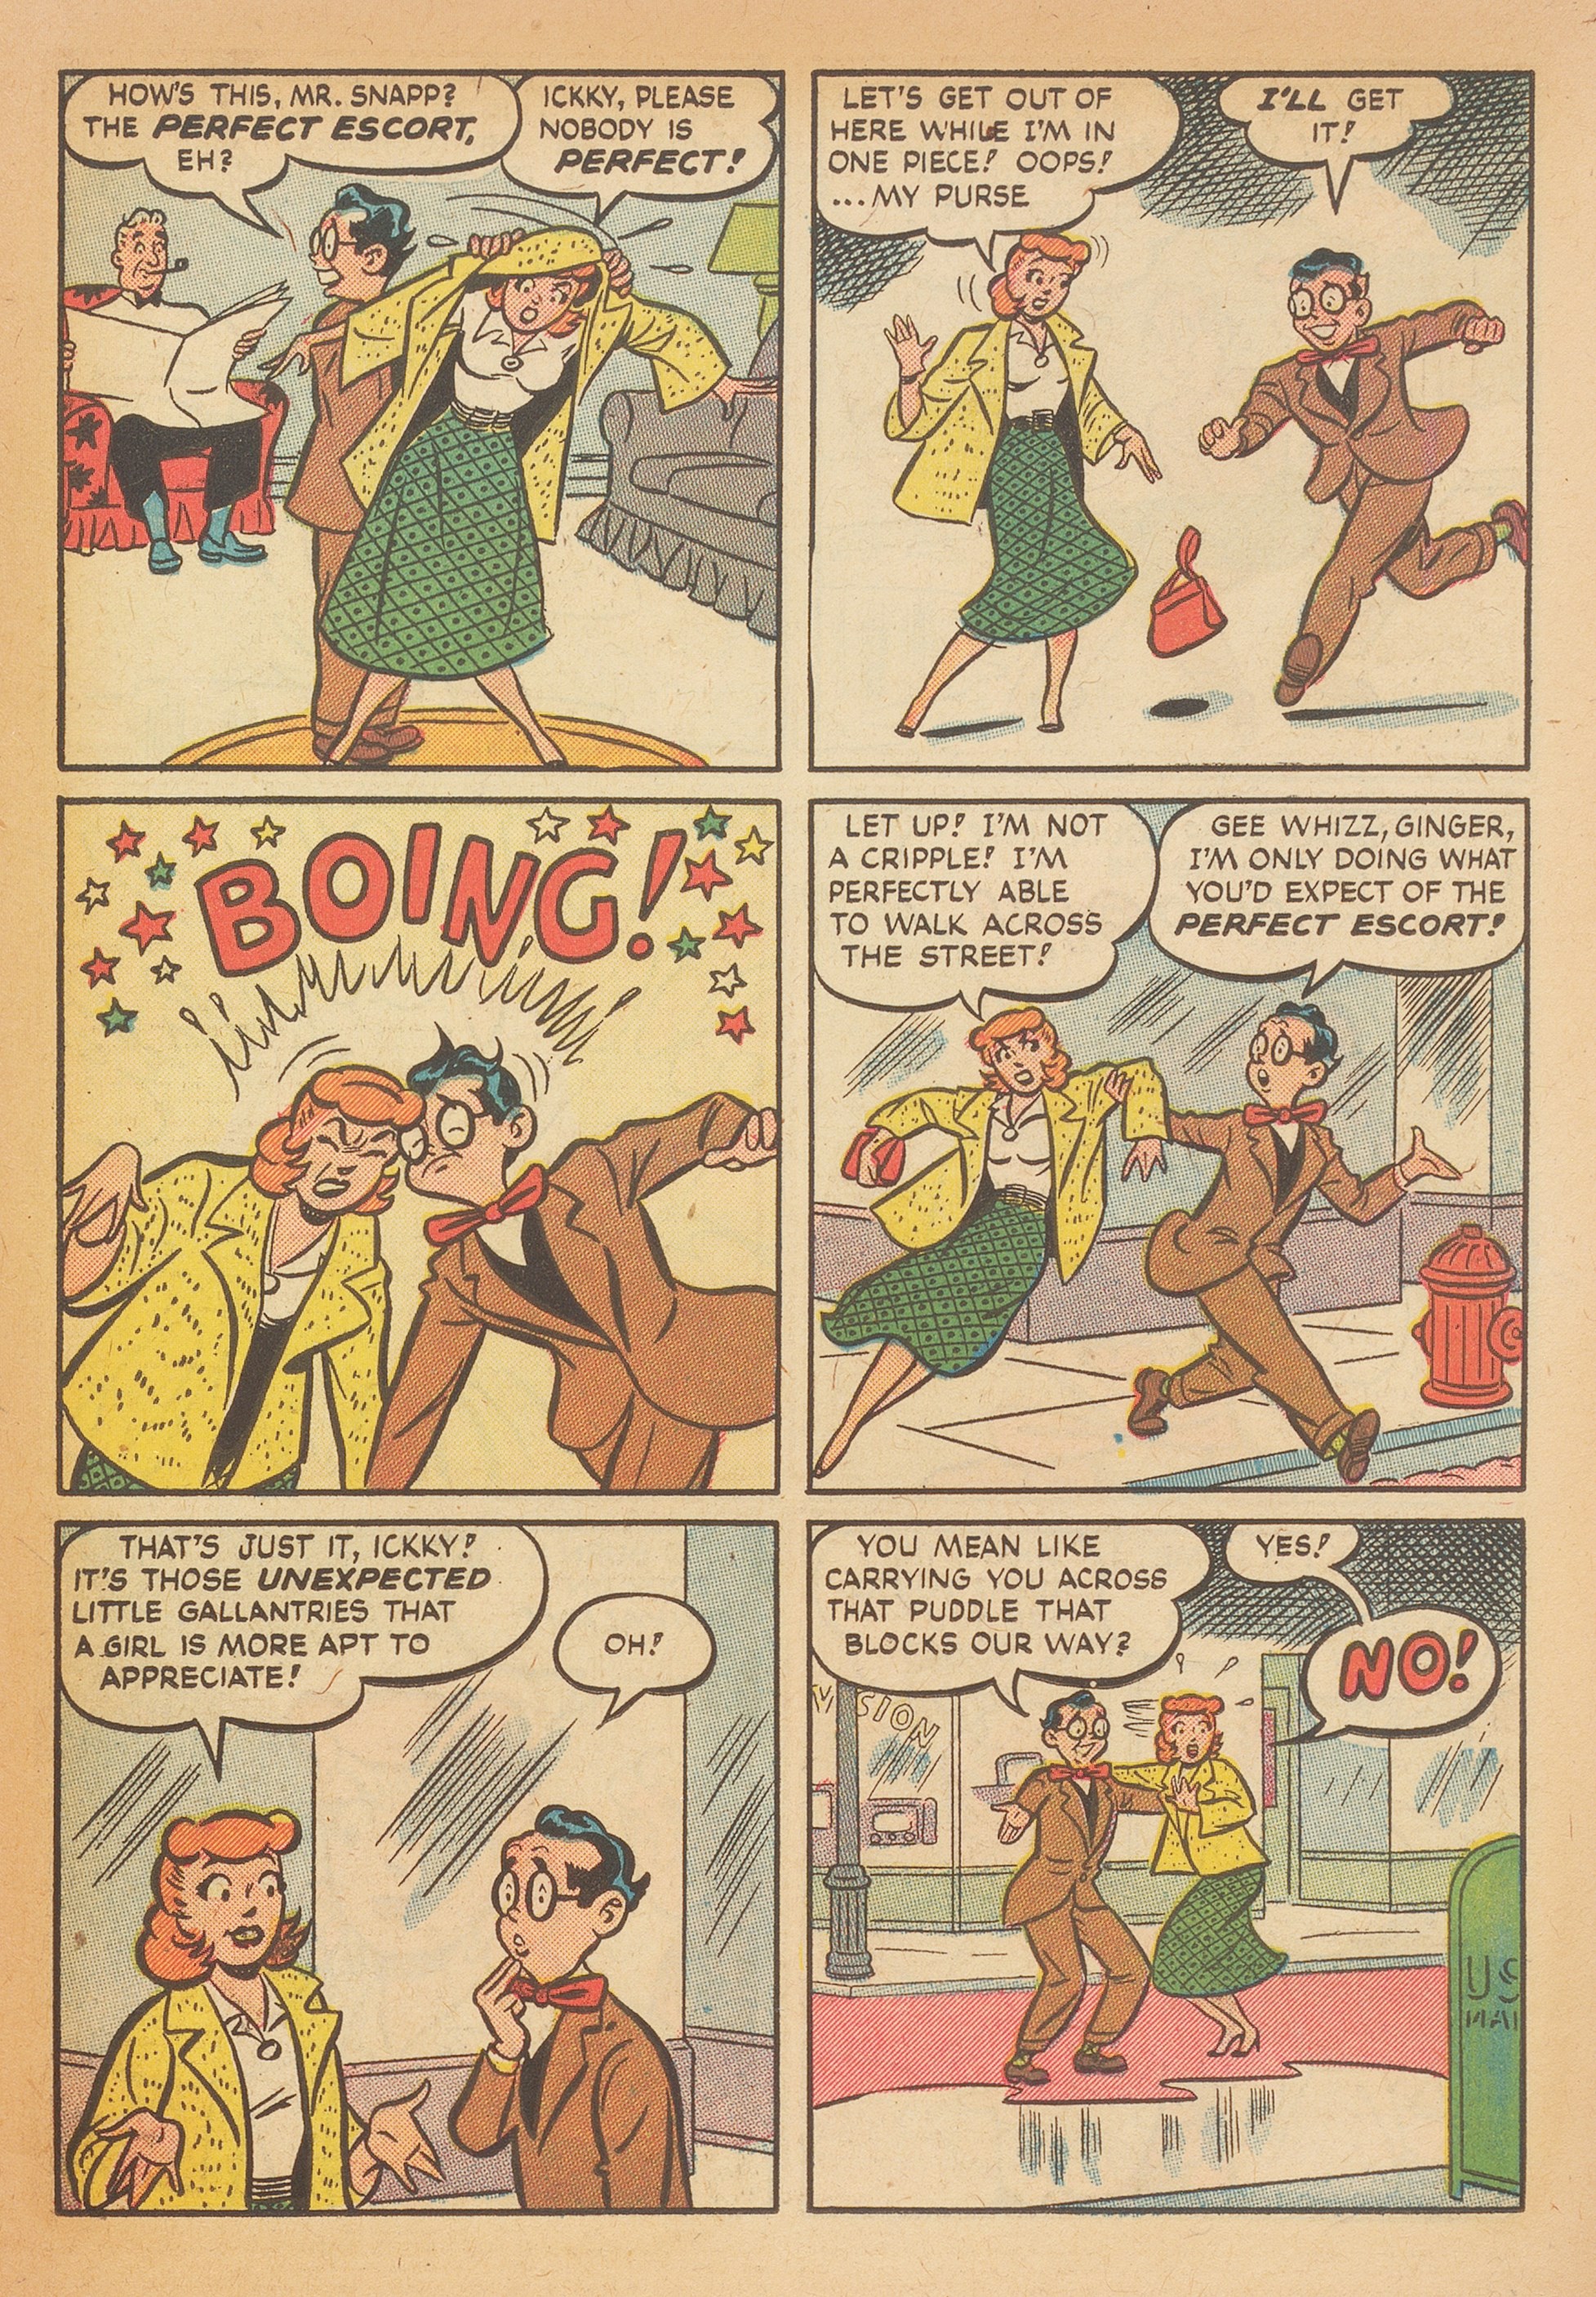 HOW'S THIS, MR. SNAPP?
THE PERFECT ESCORT,
EH?
ICKKY, PLEASE
NOBODY IS
PERFECT!
LET'S GET OUT OF
HERE WHILE I'M IN
ONE PIECE! OOPS!
...MY PURSE
I'LL GET
IT!
BOING!
LET UP! I'M NOT
A CRIPPLE! I'M
PERFECTLY ABLE
TO WALK ACROSS
THE STREET!
GEE WHIZZ, GINGER,
I'M ONLY DOING WHAT
YOU'D EXPECT OF THE
PERFECT ESCORT!
THAT'S JUST IT, ICKKY!
IT'S THOSE UNEXPECTED
LITTLE GALLANTRIES THAT
A GIRL IS MORE APT TO
APPRECIATE!
OH!
YOU MEAN LIKE
CARRYING YOU ACROSS
THAT PUDDLE THAT
BLOCKS OUR WAY?
YES!
NO!
VISION
US
MAI